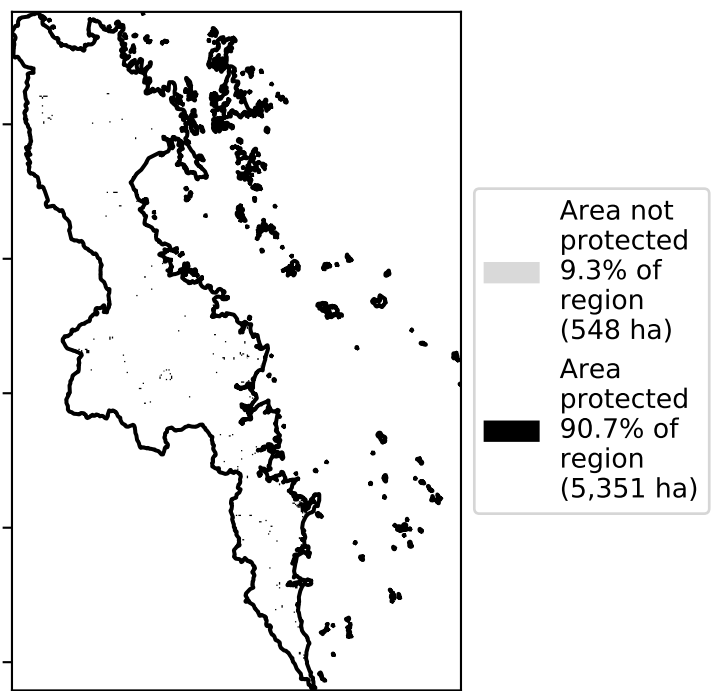 Area not
protected
9.3% of
region
(548 ha)
Area
protected
90.7% of
region
(5,351 ha)